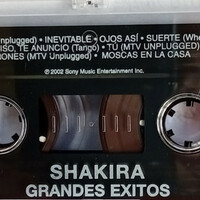 nplugged) • INEVITABLE • OJOS ASÍ • SUERTE (Whe
ISO, TE ANUNCIO (Tango) • TÚ (MTV UNPLUGGED)
IONES (MTV Unplugged) • MOSCAS EN LA CASA
℗ 2002 Sony Music Entertainment Inc.
SHAKIRA
GRANDES EXITOS